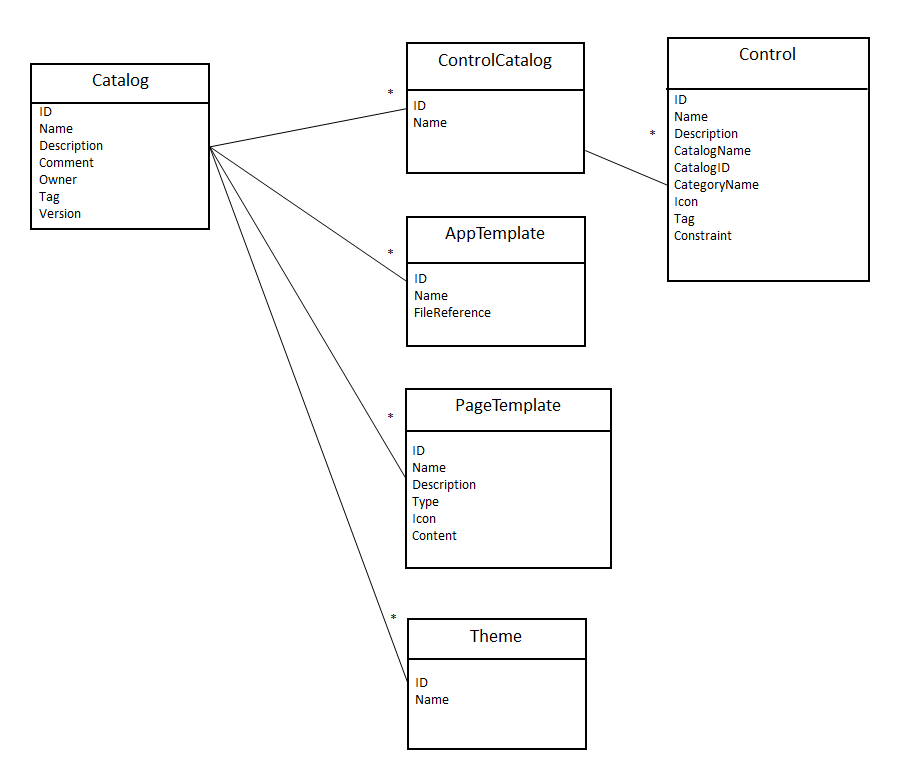 Catalog
ID
Name
Description
Comment
Owner
Tag
Version
*
ControlCatalog
ID
Name
*
Control
ID
Name
Description
CatalogName
CatalogID
CategoryName
Icon
Tag
Constraint
*
AppTemplate
ID
Name
FileReference
*
PageTemplate
ID
Name
Description
Type
Icon
Content
*
Theme
ID
Name